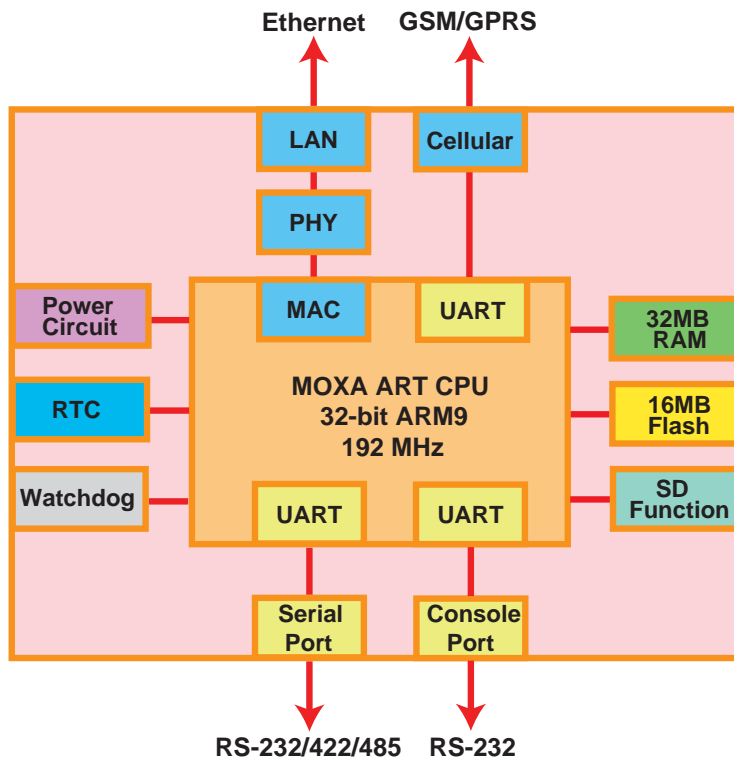 Ethernet GSM/GPRS
LAN
Cellular
PHY
Power
Circuit
MAC
UART
32MB
RAM
MOXA ART CPU
32-bit ARM9
192 MHz
RTC
16MB
Flash
Watchdog
UART
UART
SD
Function
Serial
Port
Console
Port
RS-232/422/485 RS-232